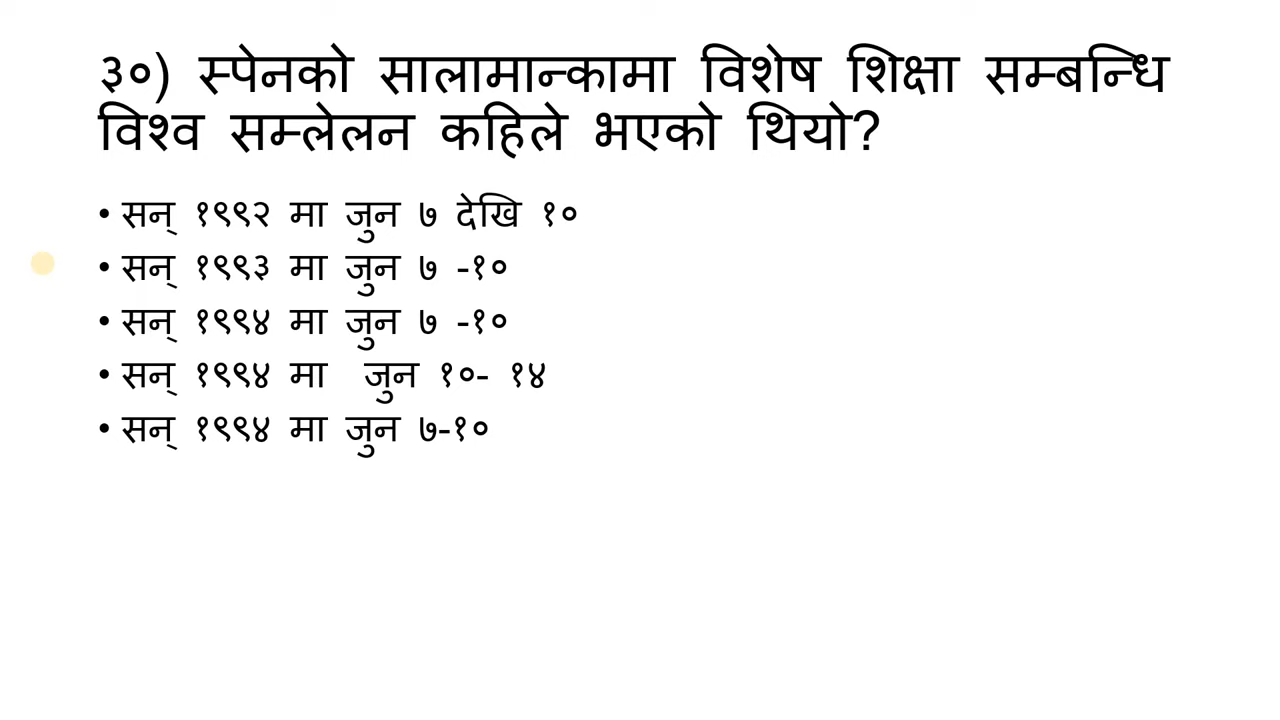 ३०) स्पेनको सालामान्कामा विशेष शिक्षा सम्बन्धि
विश्व सम्लेलन कहिले भएको थियो?
• सन् १९९२ मा जुन ७ देखि १०
• सन् १९९३ मा जुन ७ -१०
• सन् १९९४ मा जुन ७ -१०
• सन् १९९४ मा जुन १०- १४
• सन् १९९४ मा जुन ७-१०